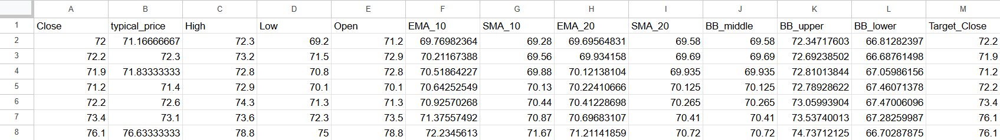 A B C D E F G H I J K L M
1 Close typical_price High Low Open EMA_10 SMA_10 EMA_20 SMA_20 BB_middle BB_upper BB_lower Target_Close
2 72 71.16666667 72.3 69.2 71.2 69.76982364 69.28 69.69564831 69.58 69.58 72.34717603 66.81282397 72.2
3 72.2 72.3 73.2 71.5 72.9 70.21167388 69.56 69.934158 69.69 69.69 72.69238502 66.68761498 71.9
4 71.9 71.83333333 72.8 70.8 72.8 70.51864227 69.88 70.12138104 69.935 69.935 72.81013844 67.05986156 71.2
5 71.2 71.4 72.9 70.1 70.1 70.64252549 70.13 70.22410666 70.125 70.125 72.78928622 67.46071378 72.2
6 72.2 72.6 74.3 71.3 71.3 70.92570268 70.44 70.41228698 70.265 70.265 73.05993904 67.47006096 73.4
7 73.4 73.1 73.6 72.3 73.5 71.37557492 70.87 70.69683107 70.41 70.41 73.53740013 67.28259987 76.1
8 76.1 76.63333333 78.8 75 78.8 72.2345613 71.67 71.21141859 70.72 70.72 74.73712125 66.70287875 76.1